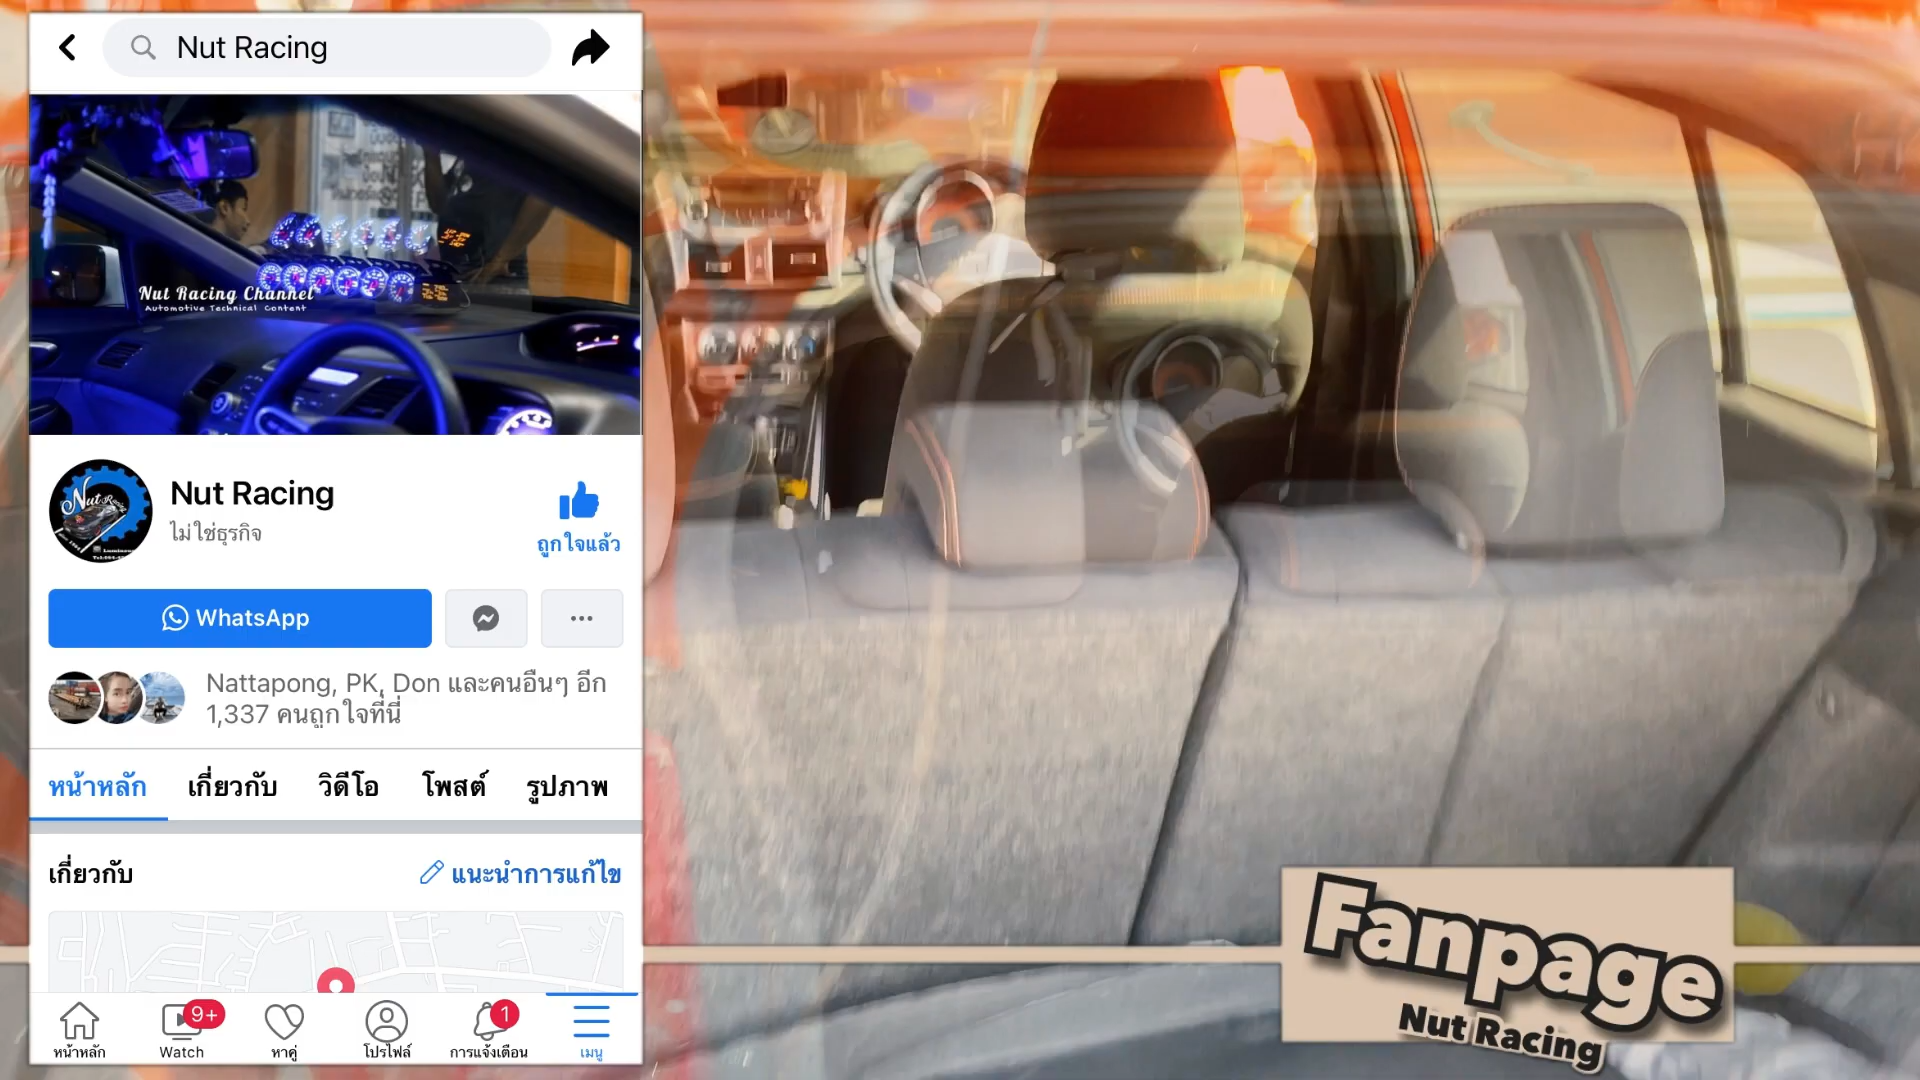 Nut Racing
Nut Racing Channel
Automotive Technical Content
Nut Racing
ไม่ใช่ธุรกิจ
ถูกใจแล้ว
WhatsApp
Nattapong, PK, Don และคนอื่นๆ อีก
1,337 คนถูกใจที่นี่
หน้าหลัก เกี่ยวกับ วิดีโอ โพสต์ รูปภาพ
เกี่ยวกับ แนะนำการแก้ไข
9+ 1
หน้าหลัก Watch หาคู่ โปรไฟล์ การแจ้งเตือน เมนู
Fanpage
Nut Racing